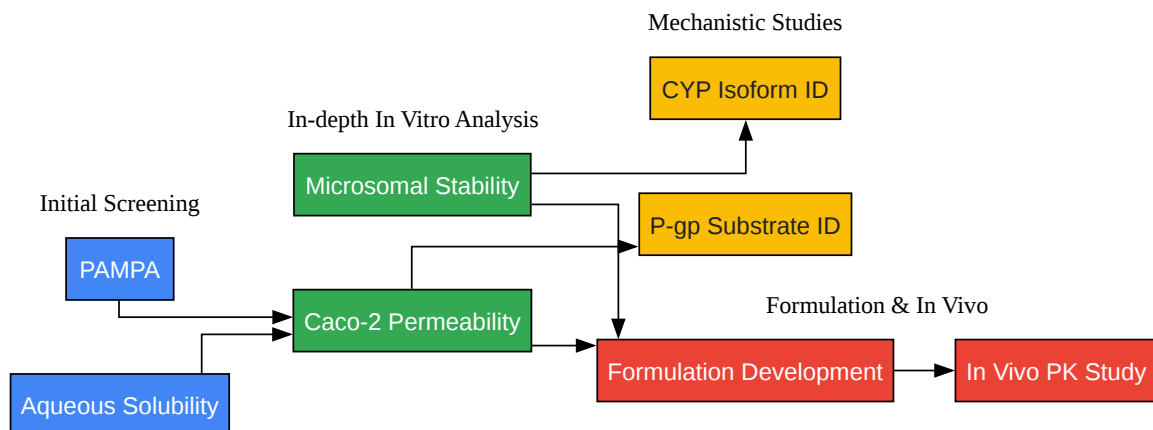 Mechanistic Studies
CYP Isoform ID
In-depth In Vitro Analysis
Microsomal Stability
Initial Screening
P-gp Substrate ID
PAMPA
Caco-2 Permeability
Formulation & In Vivo
Formulation Development
In Vivo PK Study
Aqueous Solubility